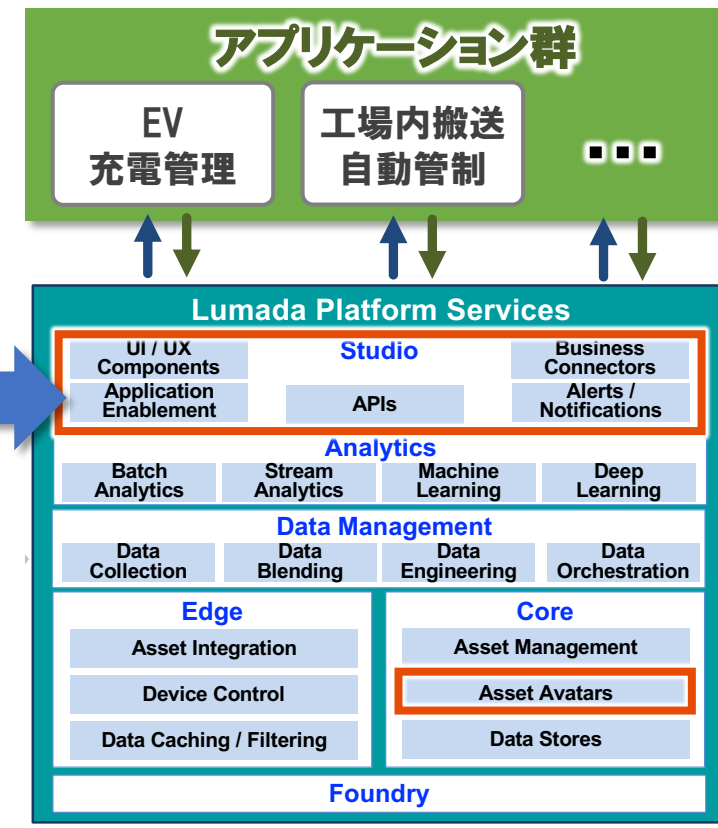 アプリケーション群
EV
充電管理
工場内搬送
自動管制
...
Lumada Platform Services
UI / UX
Components
Studio
Business
Connectors
Application
Enablement
APIs
Alerts /
Notifications
Analytics
Batch
Analytics
Stream
Analytics
Machine
Learning
Deep
Learning
Data Management
Data
Collection
Data
Blending
Data
Engineering
Data
Orchestration
Edge
Asset Integration
Device Control
Data Caching / Filtering
Core
Asset Management
Asset Avatars
Data Stores
Foundry